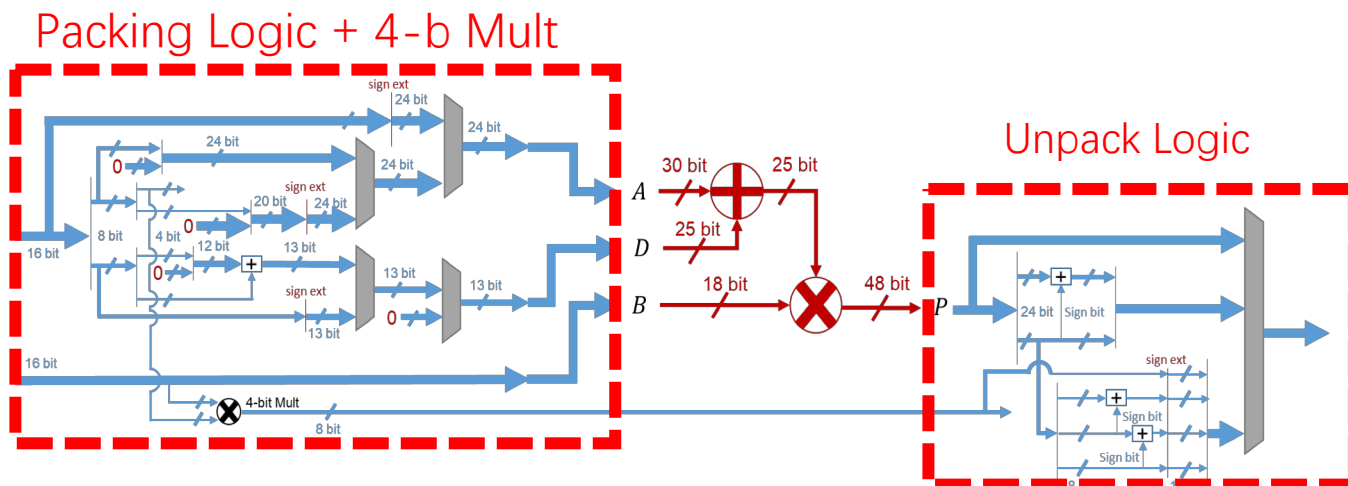 Packing Logic + 4-b Mult
sign ext
24 bit
24 bit
24 bit
0
24 bit
sign ext
20 bit
24 bit
0
16 bit
8 bit
4 bit
12 bit
13 bit
0
+
13 bit
13 bit
sign ext
13 bit
0
16 bit
4-bit Mult
8 bit
A
30 bit
25 bit
D
25 bit
B
18 bit
48 bit
Unpack Logic
P
+
24 bit
Sign bit
sign ext
+
Sign bit
+
Sign bit